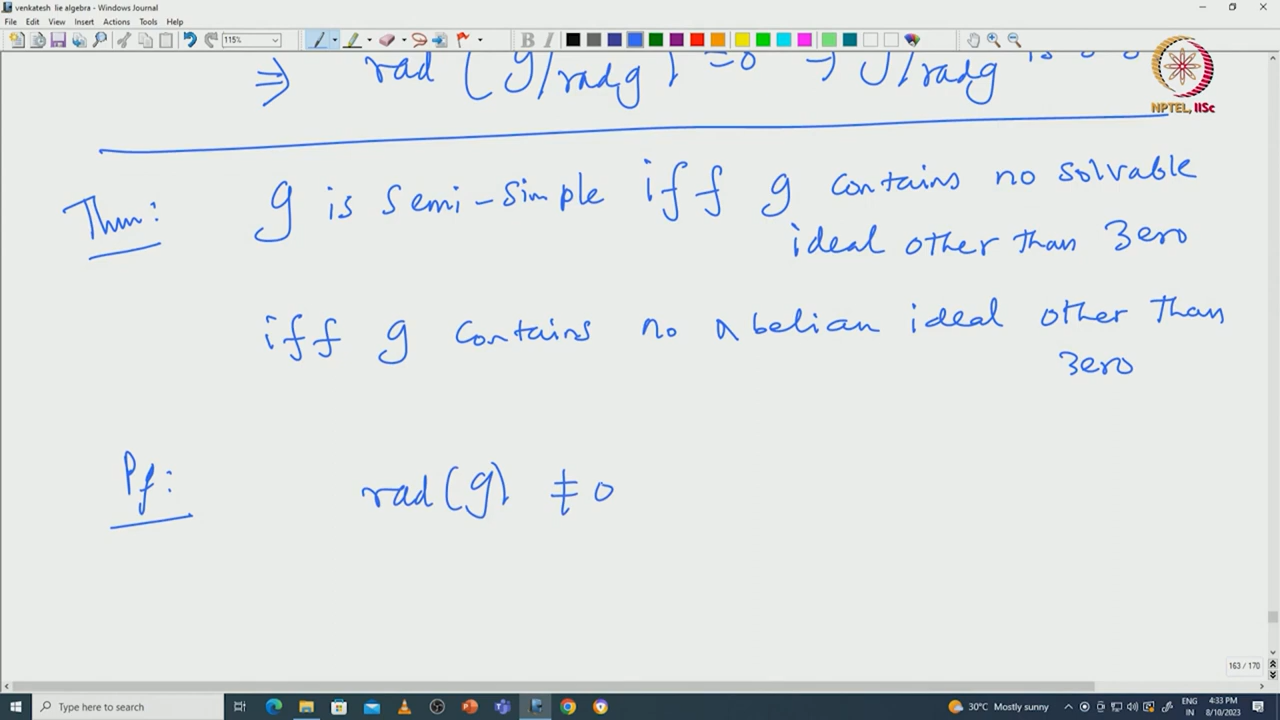 venkatesh lie algebra - Windows Journal
File Edit View Insert Actions Tools Help
115%
B I
⇒ rad (g/rad g) = 0 → g/rad g is
NPTEL, IISc
Thm: g is semi-simple iff g contains no solvable
ideal other than zero
iff g contains no abelian ideal other than
zero
Pf: rad(g) ≠ 0
163 / 170
Type here to search
30°C Mostly sunny
ENG
IN
4:33 PM
8/10/2023